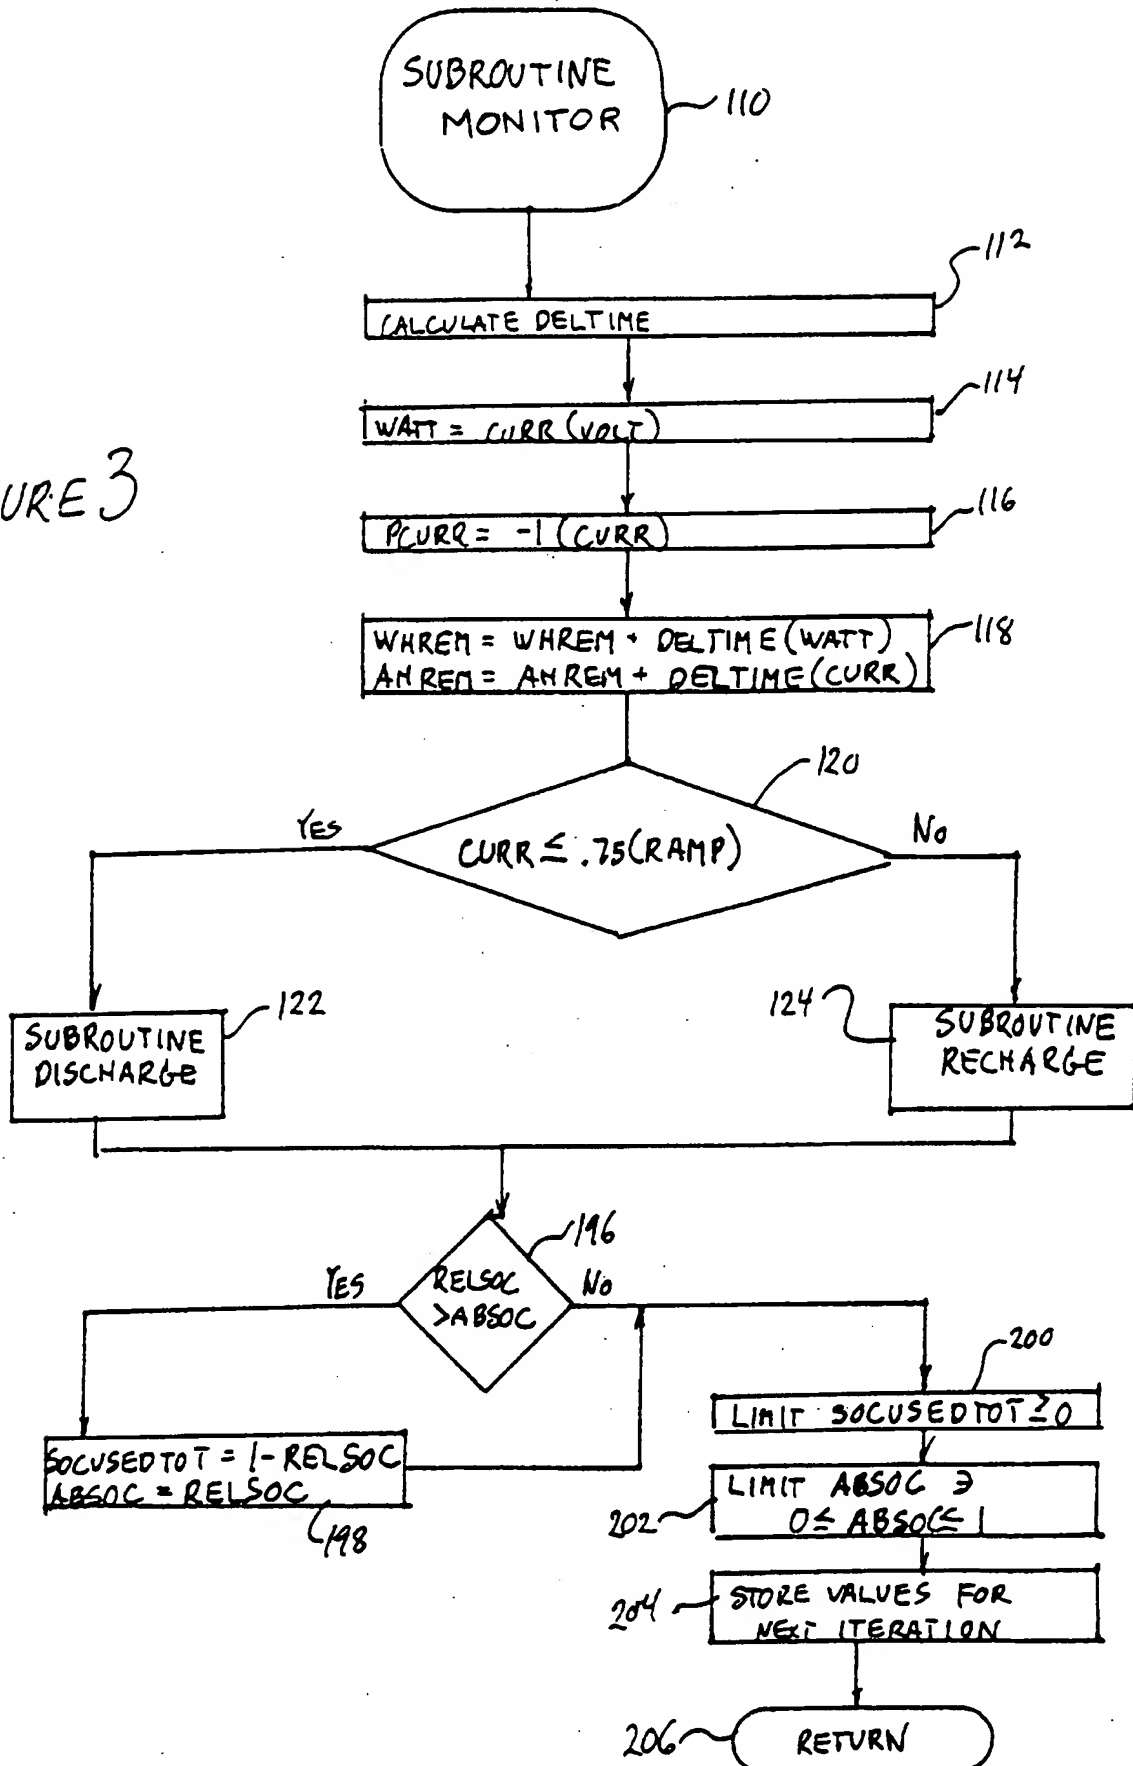 SUBROUTINE
MONITOR
110
112
CALCULATE DELTIME
114
WATT = CURR (VOLT)
URE 3
116
PCURR = -1 (CURR)
118
WHREM = WHREM + DELTIME (WATT)
AHREM = AHREM + DELTIME (CURR)
120
YES
CURR ≤ .75 (RAMP)
NO
122
SUBROUTINE
DISCHARGE
124
SUBROUTINE
RECHARGE
196
YES
RELSOC
>ABSOC
NO
200
LIMIT SOCUSEDTOT ≥ 0
SOCUSEDTOT = 1-RELSOC
ABSOC = RELSOC
198
202
LIMIT ABSOC ∋
0 ≤ ABSOC ≤ 1
204
STORE VALUES FOR
NEXT ITERATION
206
RETURN